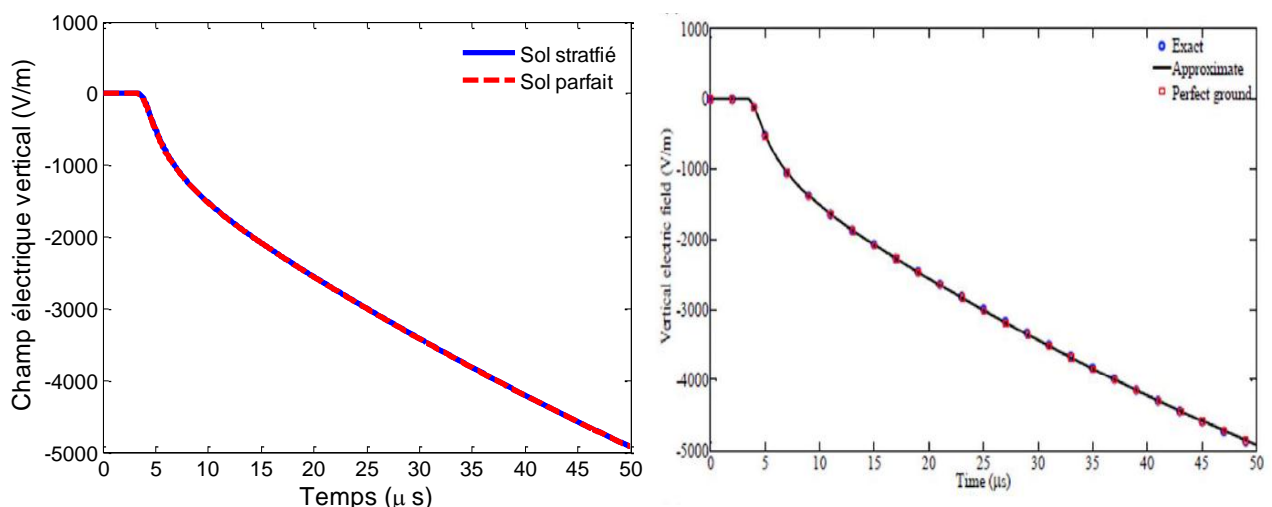 1000
0
-1000
-2000
-3000
-4000
-5000
Champ électrique vertical (V/m)
Sol stratfié
Sol parfait
0 5 10 15 20 25 30 35 40 45 50
Temps (μ s)
1000
0
-1000
-2000
-3000
-4000
-5000
Vertical electric field (V/m)
Exact
Approximate
Perfect ground
0 5 10 15 20 25 30 35 40 45 50
Time (μs)